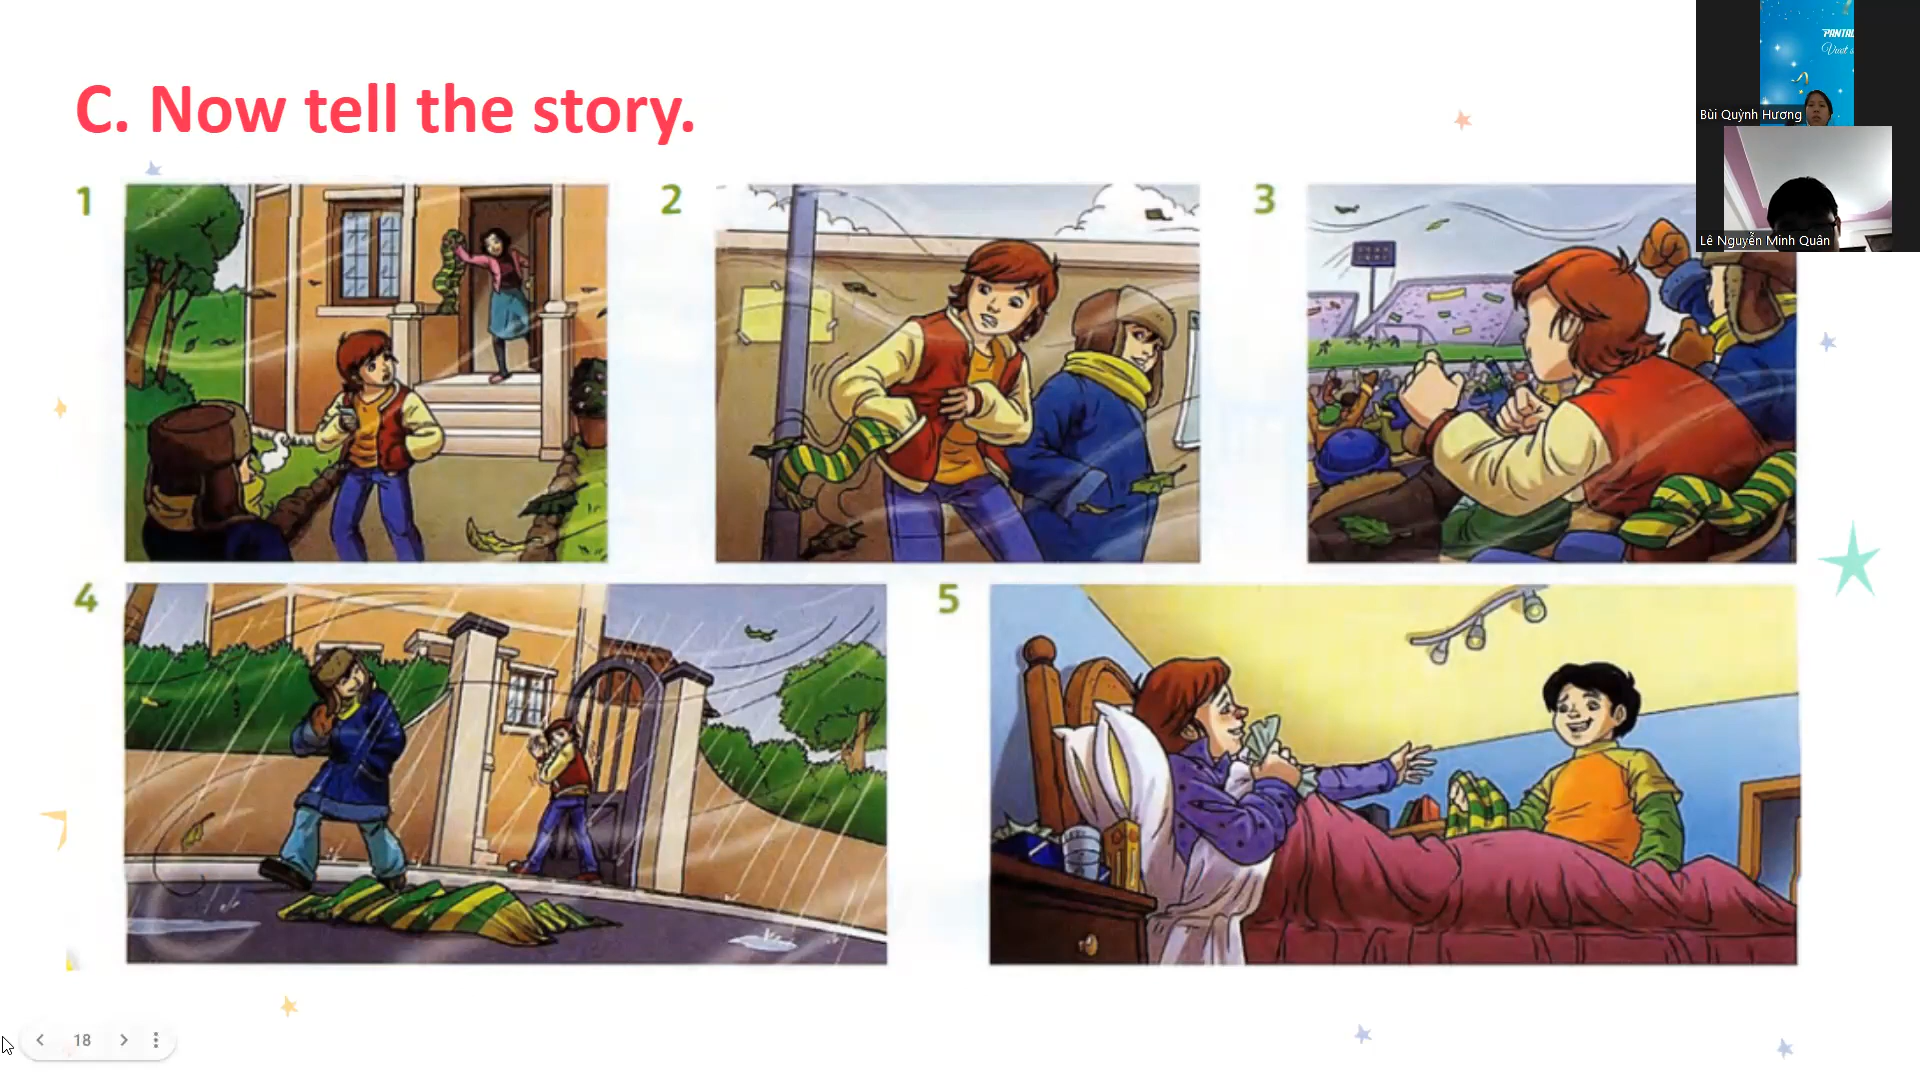 C. Now tell the story.
1
2
3
4
5
Bùi Quỳnh Hương
Lê Nguyễn Minh Quân
18